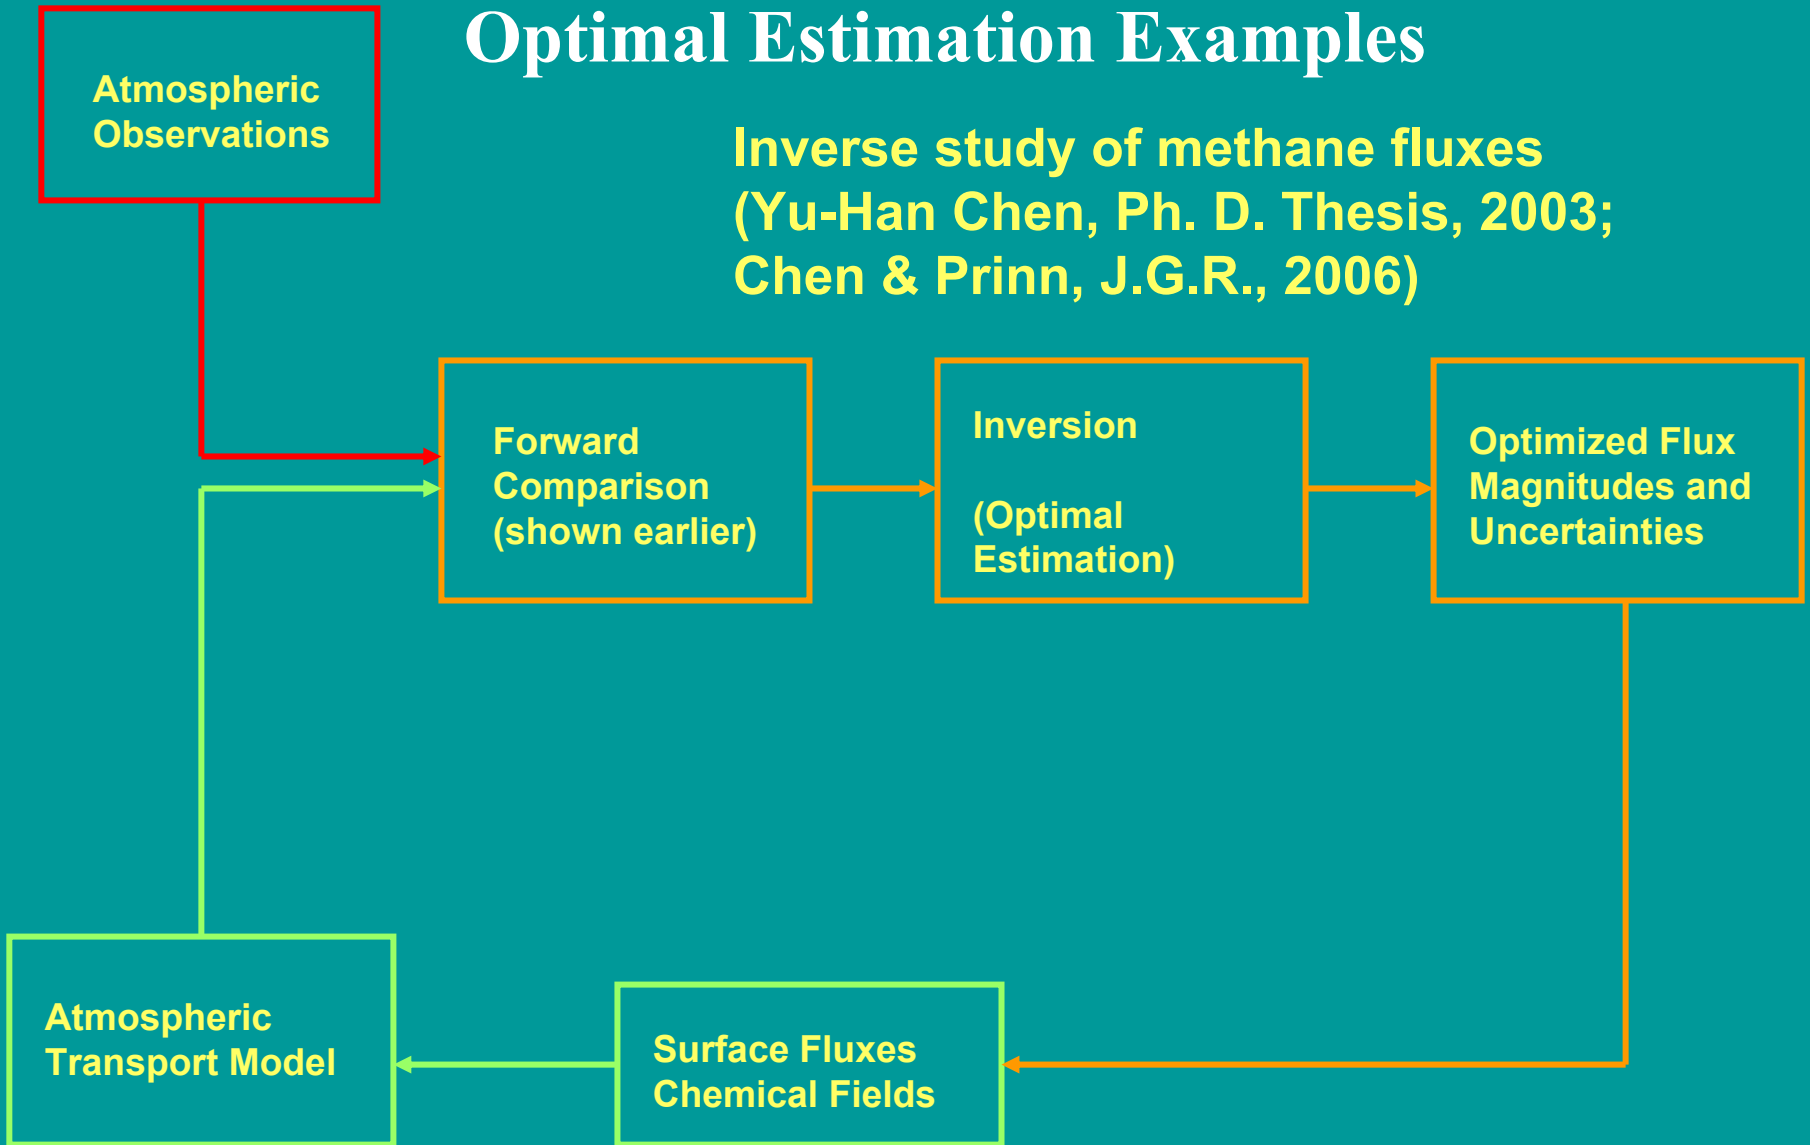 Optimal Estimation Examples
Atmospheric
Observations
Inverse study of methane fluxes
(Yu-Han Chen, Ph. D. Thesis, 2003;
Chen & Prinn, J.G.R., 2006)
Forward
Comparison
(shown earlier)
Inversion
(Optimal
Estimation)
Optimized Flux
Magnitudes and
Uncertainties
Atmospheric
Transport Model
Surface Fluxes
Chemical Fields